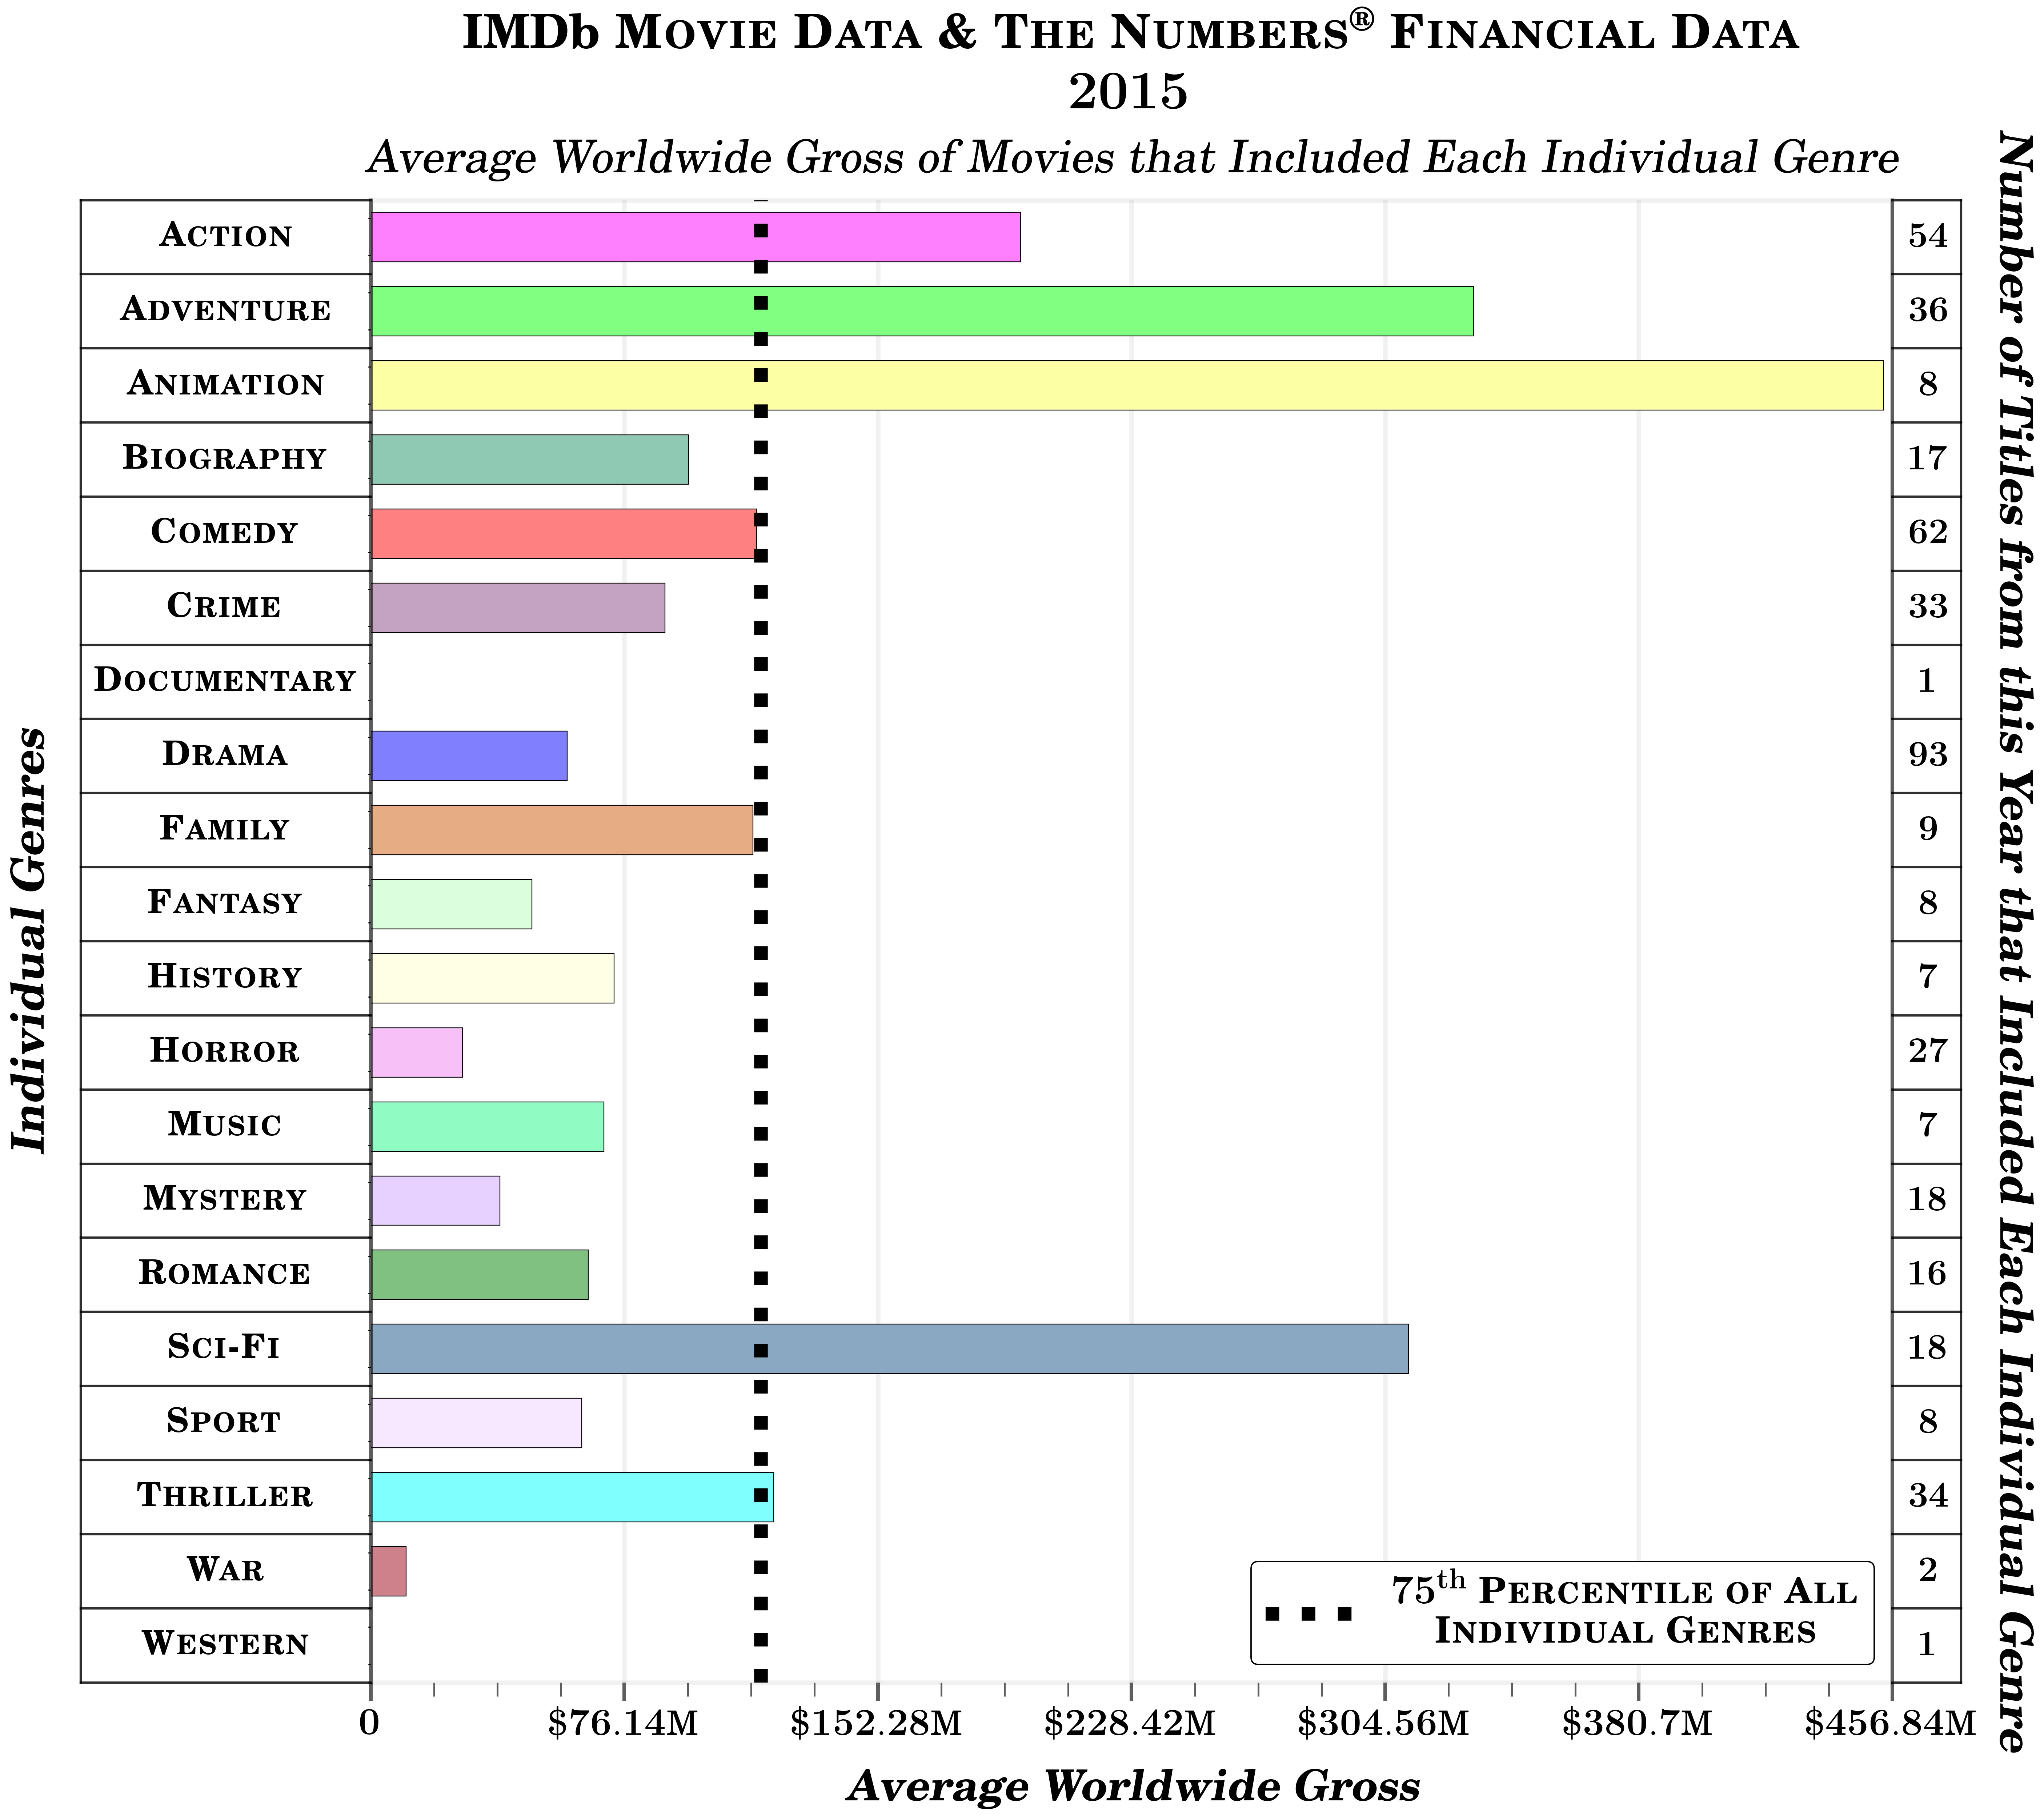 IMDb Movie Data & The Numbers® Financial Data
2015
Average Worldwide Gross of Movies that Included Each Individual Genre
Individual Genres
Number of Titles from this Year that Included Each Individual Genre
Action 54
Adventure 36
Animation 8
Biography 17
Comedy 62
Crime 33
Documentary 1
Drama 93
Family 9
Fantasy 8
History 7
Horror 27
Music 7
Mystery 18
Romance 16
Sci-Fi 18
Sport 8
Thriller 34
War 2
Western 1
75th Percentile of All
Individual Genres
0 $76.14M $152.28M $228.42M $304.56M $380.7M $456.84M
Average Worldwide Gross